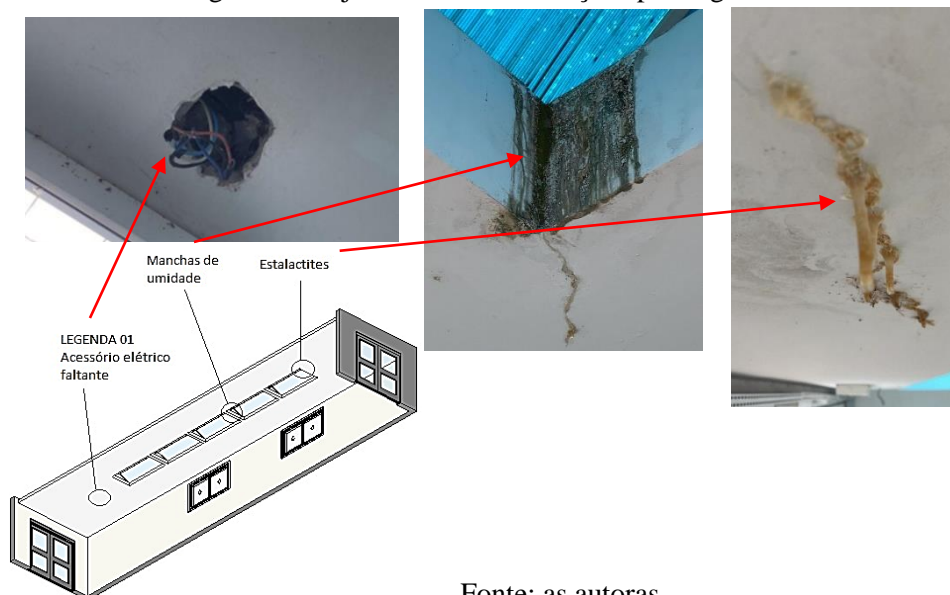 Manchas de
umidade
Estalactites
LEGENDA 01
Acessório elétrico
faltante
Fonte: as autoras